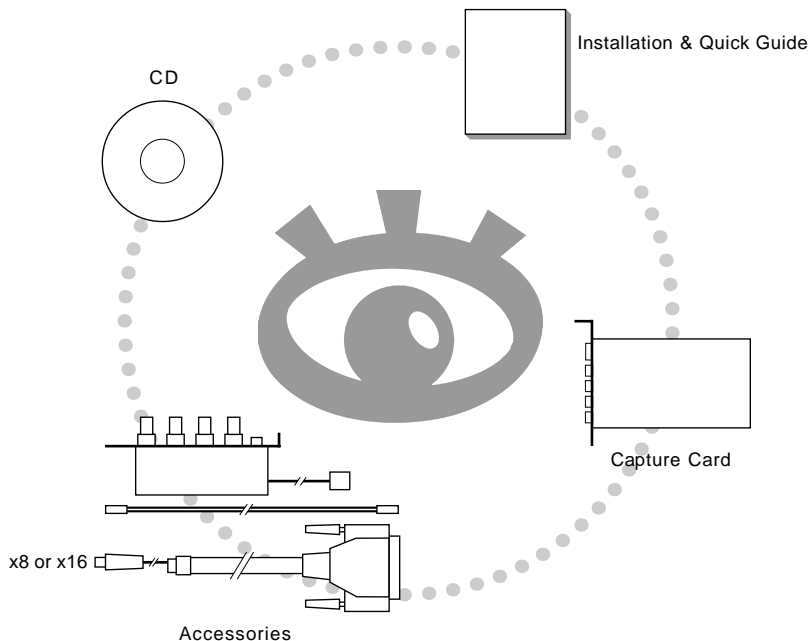 Installation & Quick Guide
CD
Capture Card
x8 or x16
Accessories